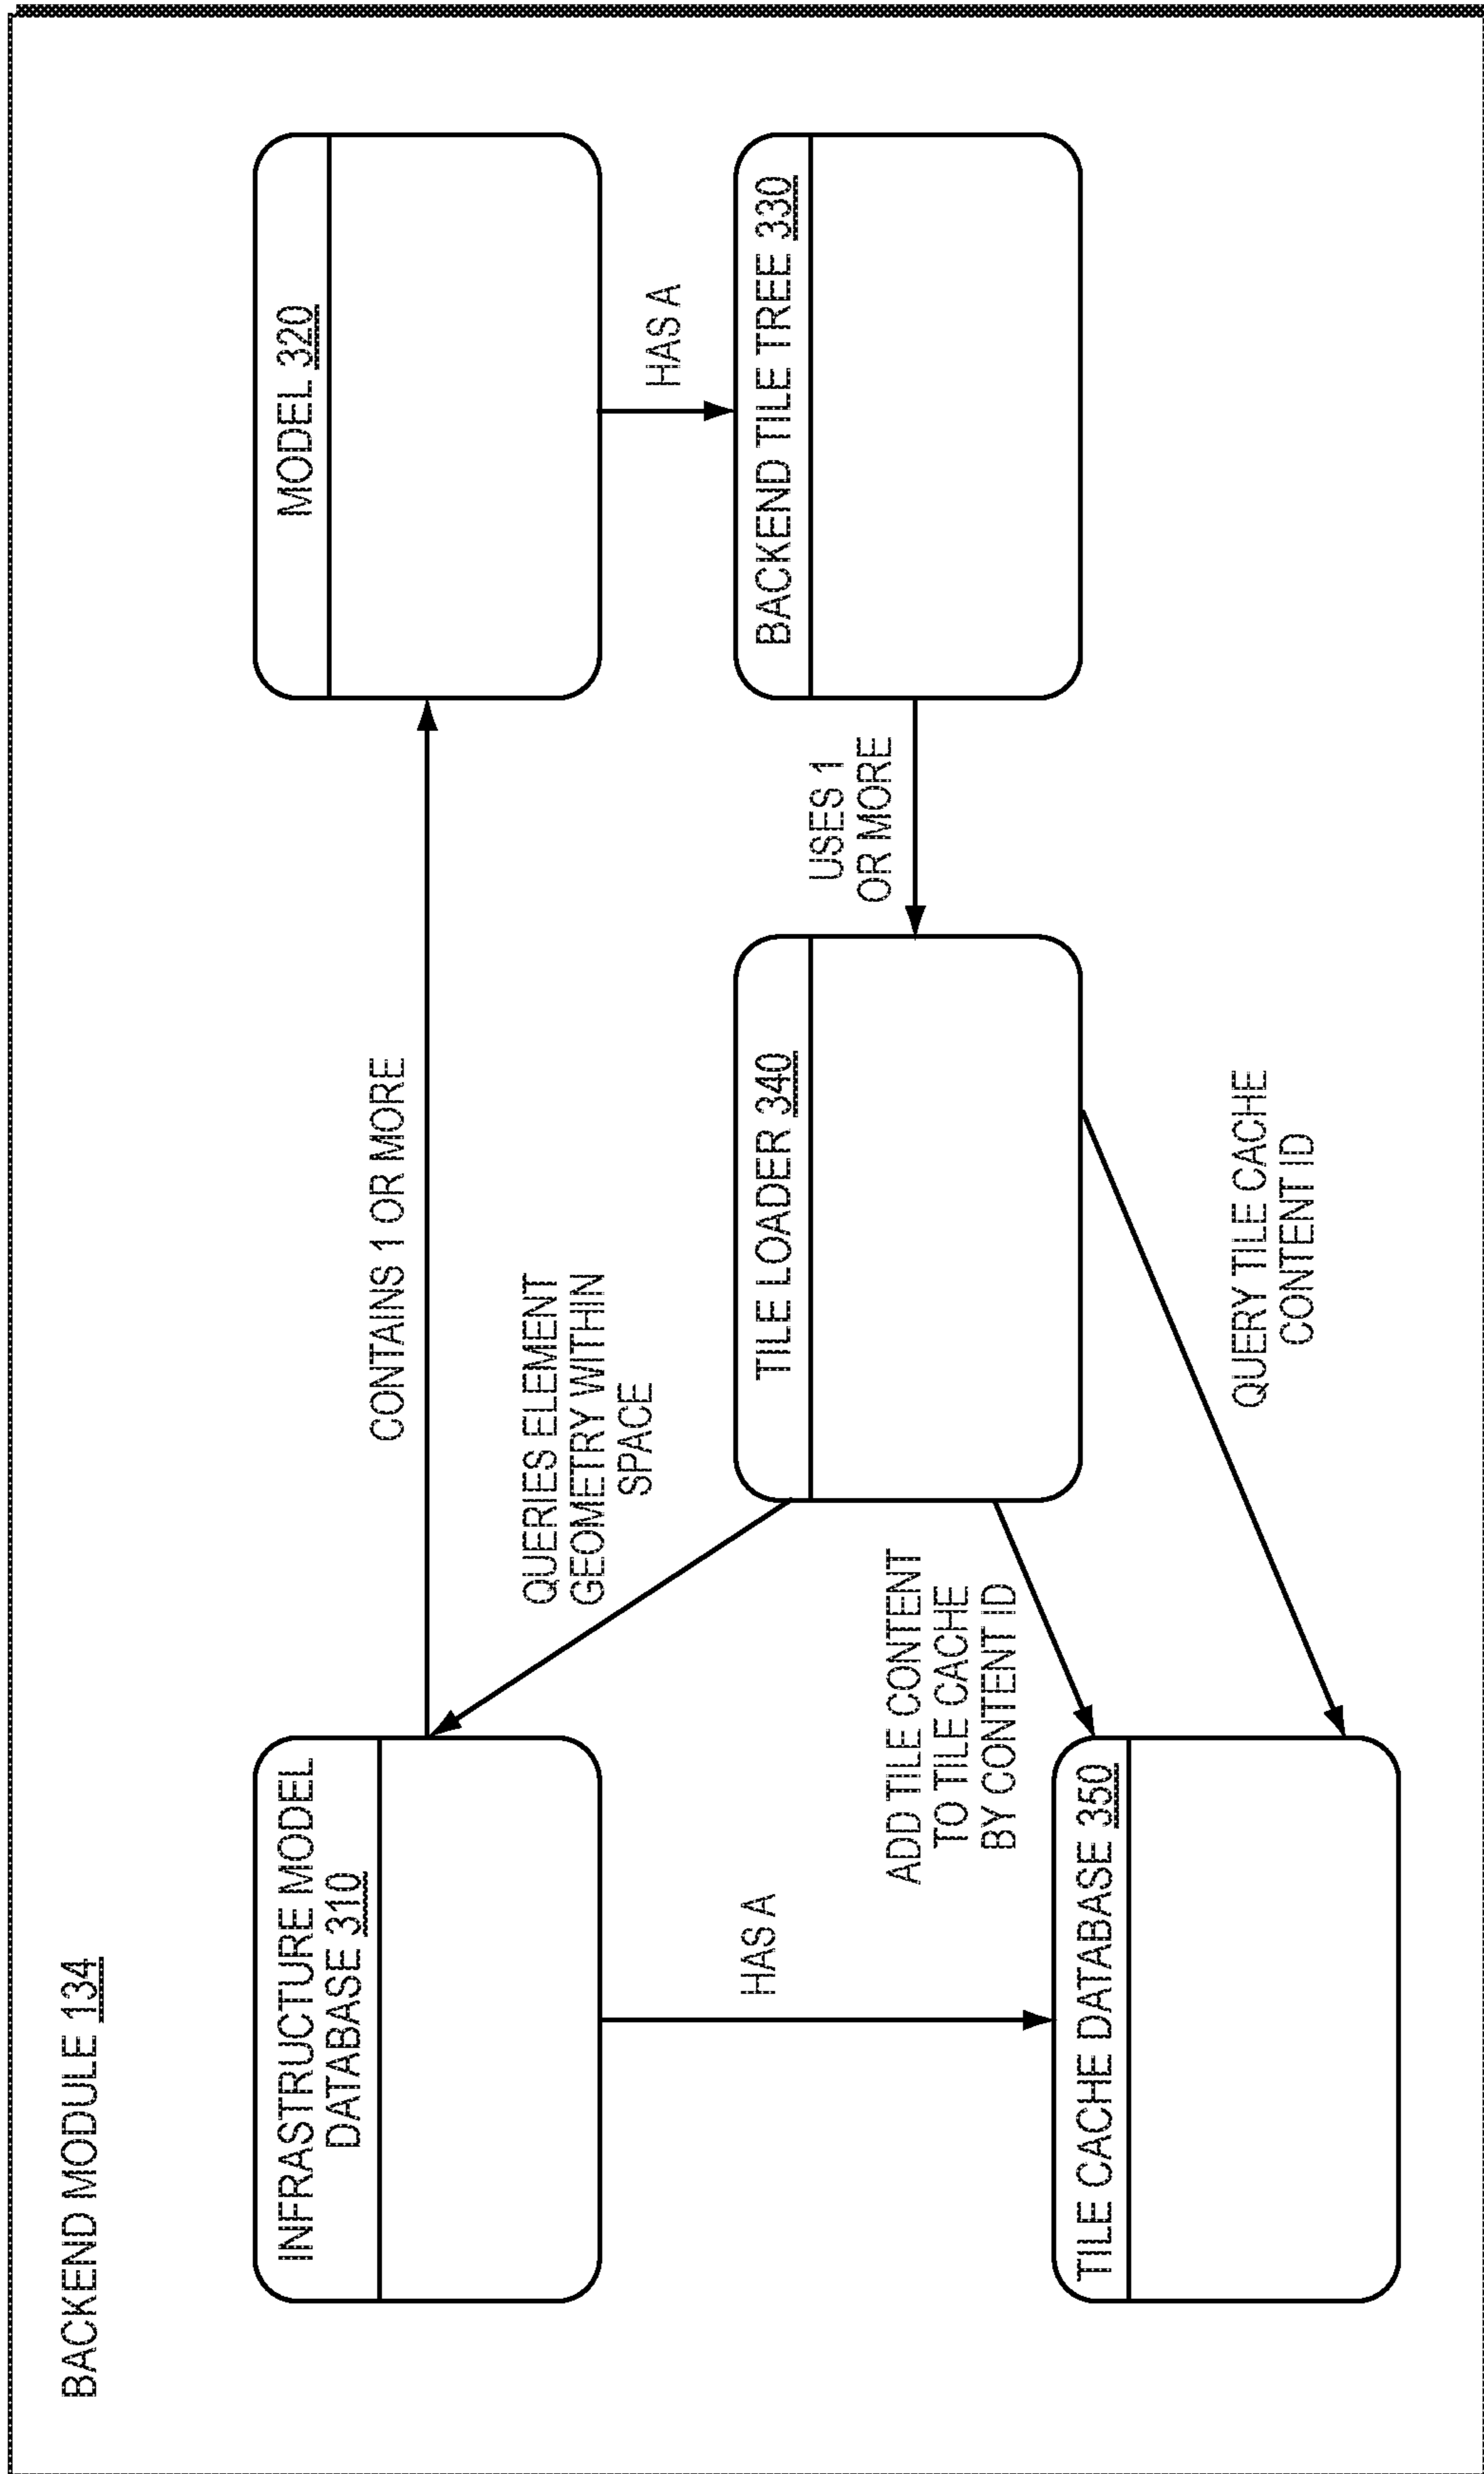 BACKEND MODULE 134
INFRASTRUCTURE MODEL
DATABASE 310
CONTAINS 1 OR MORE
MODEL 320
QUERIES ELEMENT
GEOMETRY WITHIN
SPACE
HAS A
HAS A
TILE LOADER 340
USES 1
OR MORE
BACKEND TILE TREE 330
ADD TILE CONTENT
TO TILE CACHE
BY CONTENT ID
TILE CACHE DATABASE 350
QUERY TILE CACHE
CONTENT ID